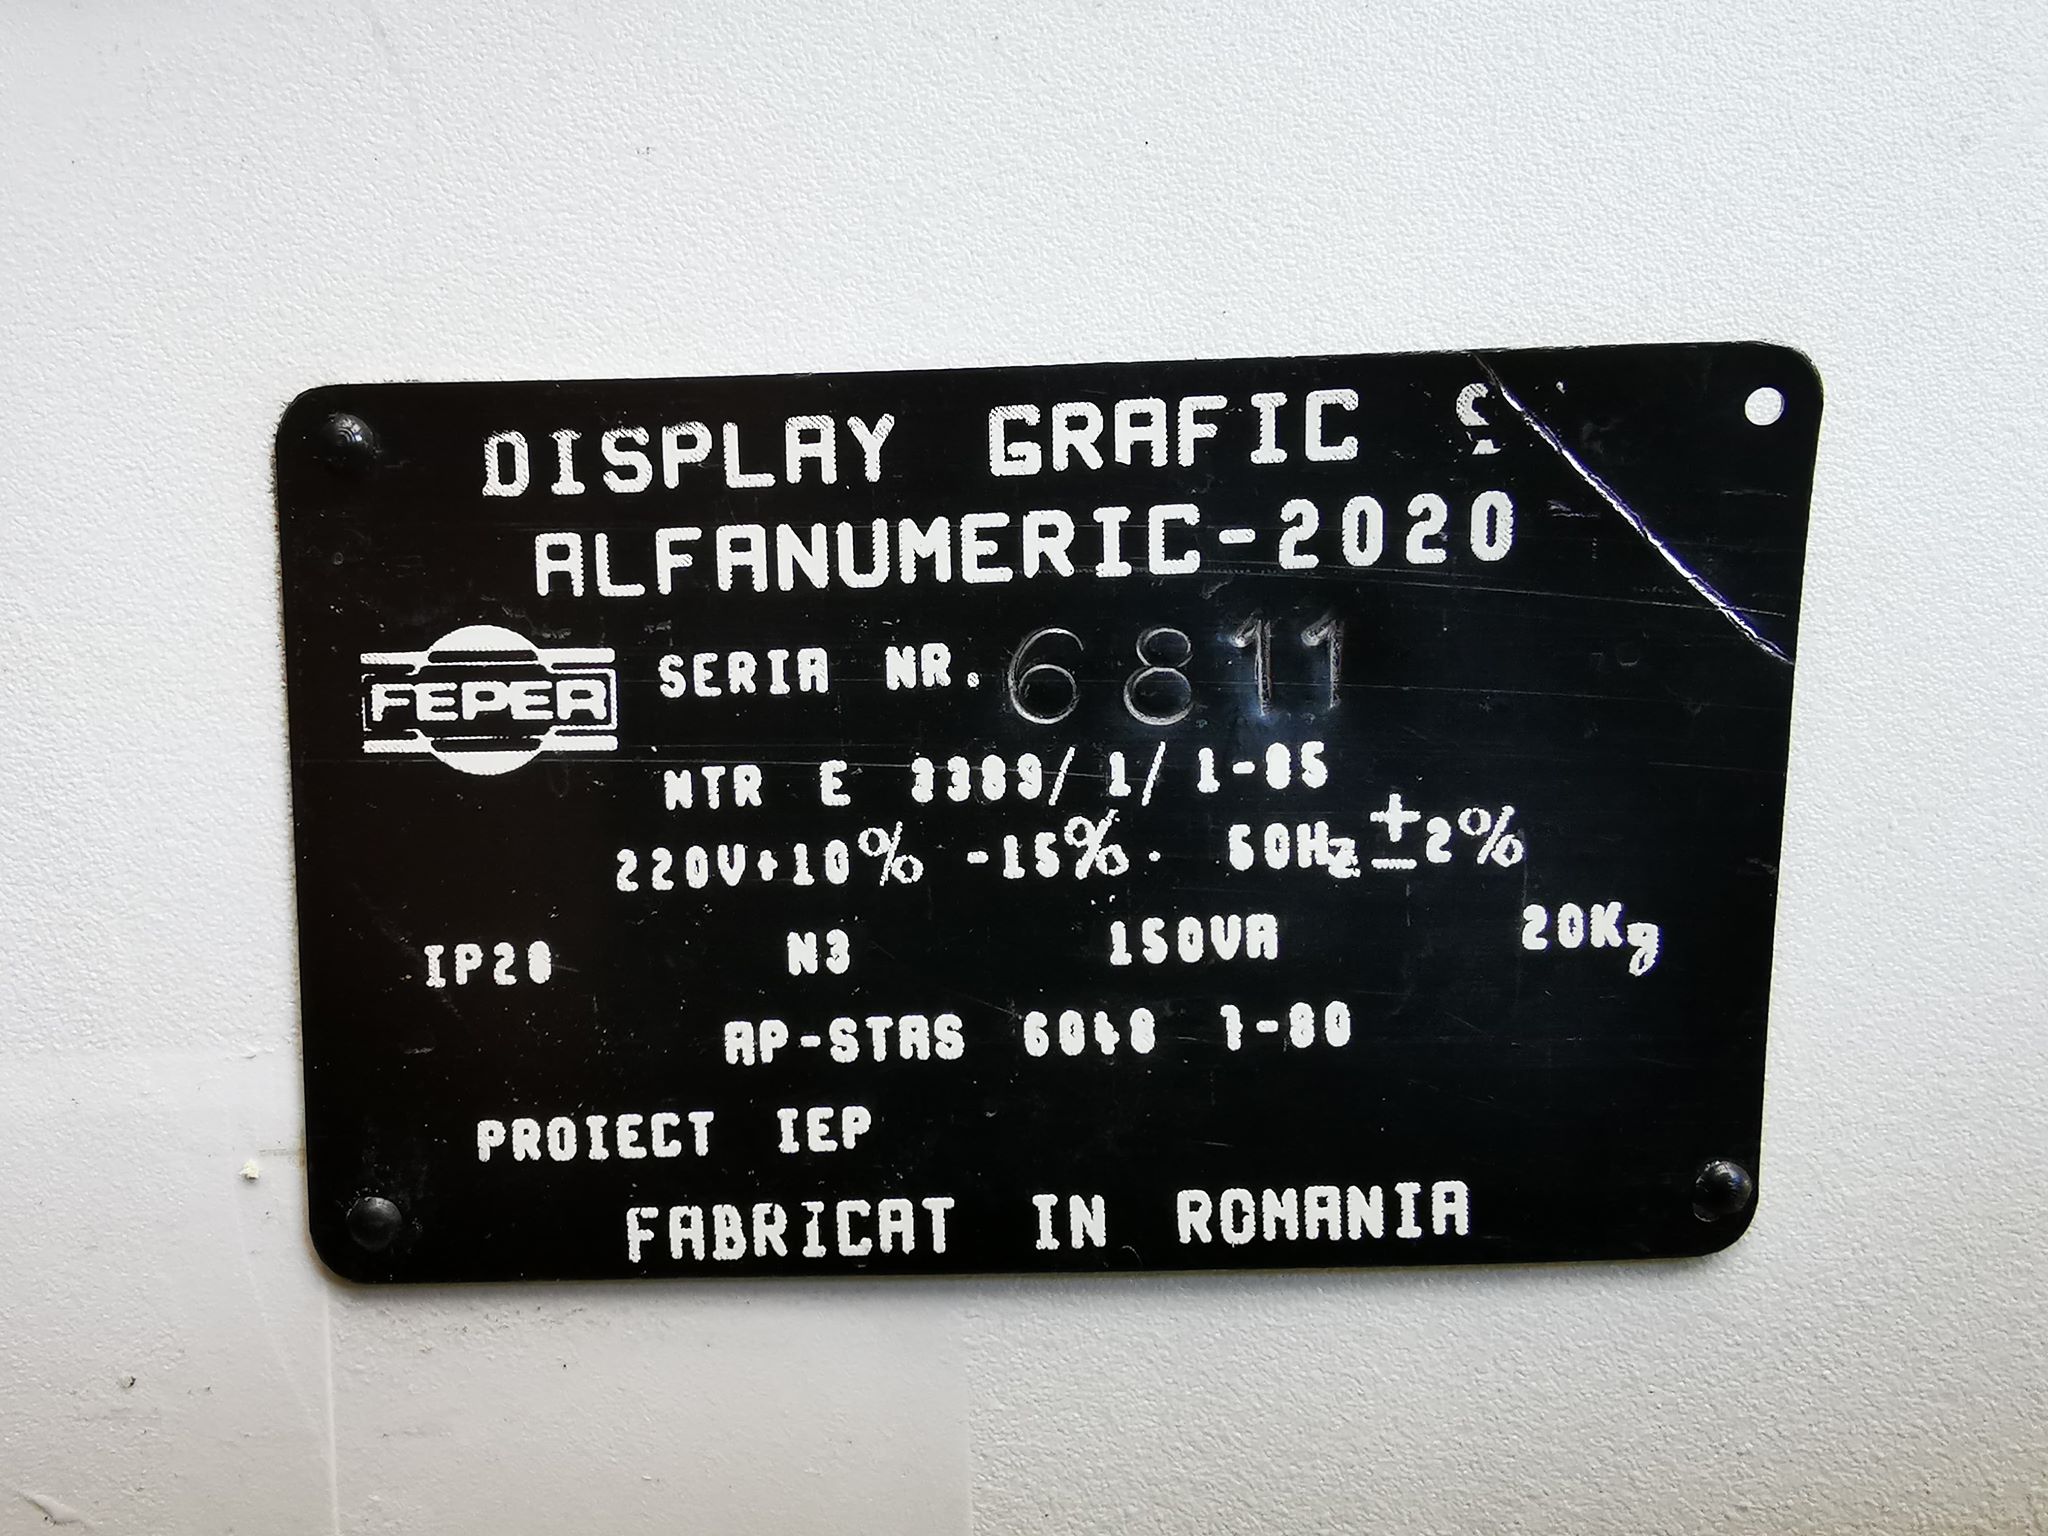 DISPLAY GRAFIC Ș
ALFANUMERIC-2020
FEPER
SERIA NR. 6811
NTR E 3389/1/1-85
220V+10% -15%. 50Hz ±2%
IP20 N3 150VA 20Kg
AP-STAS 6048 1-80
PROIECT IEP
FABRICAT IN ROMANIA